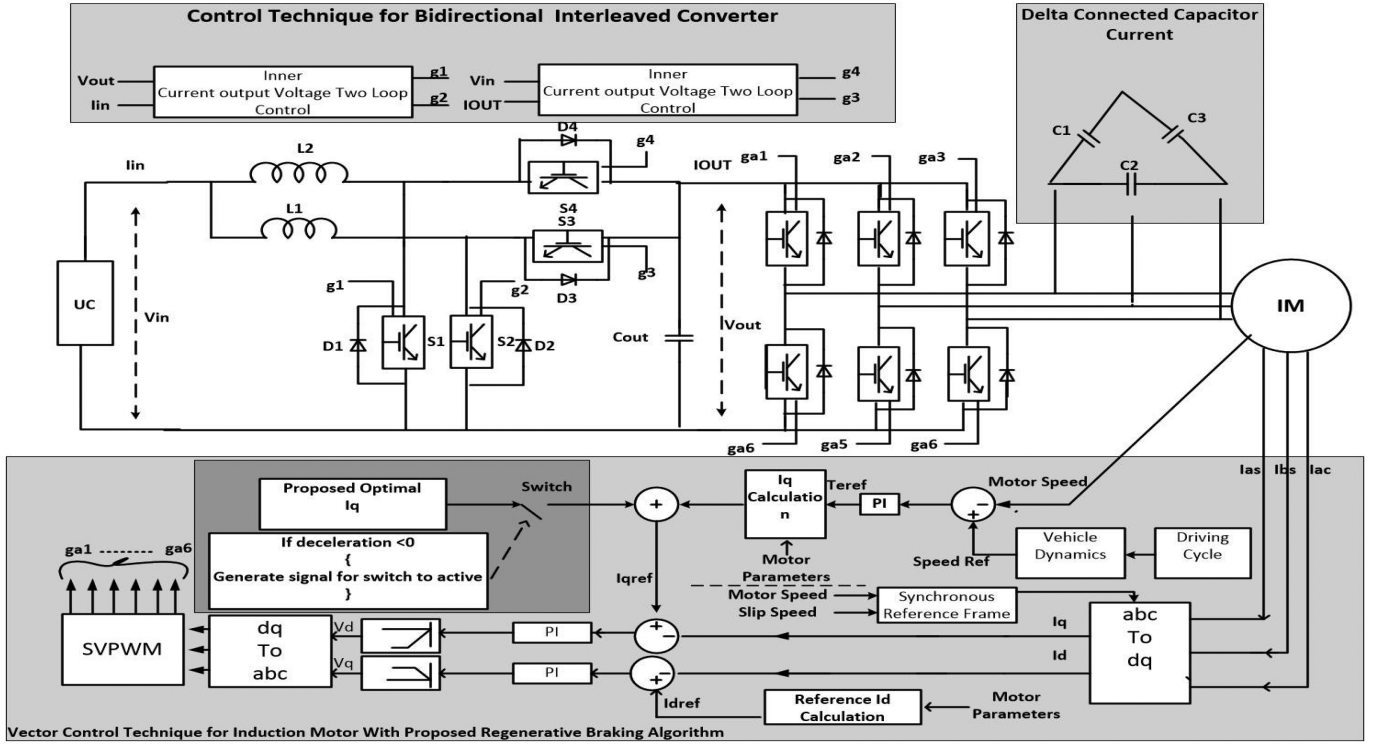 Control Technique for Bidirectional Interleaved Converter
Vout
Iin
Inner
Current output Voltage Two Loop
Control
g1
g2
Vin
IOUT
Inner
Current output Voltage Two Loop
Control
g4
g3
Delta Connected Capacitor
Current
C1
C3
C2
Iin
L2
L1
D4
g4
S4
S3
g3
D3
IOUT
ga1
ga2
ga3
UC
Vin
g1
g2
D1
S1
S2
D2
Cout
Vout
IM
ga6
ga5
ga6
Ias
Ibs
Iac
Proposed Optimal
Iq
Switch
If deceleration <0
{
Generate signal for switch to active
}
+
Iq
Calculatio
n
Teref
PI
−
+
Motor Speed
Motor
Parameters
Speed Ref
Vehicle
Dynamics
Driving
Cycle
Iqref
Motor Speed
Slip Speed
Synchronous
Reference Frame
ga1 ------- ga6
SVPWM
dq
To
abc
Vd
Vq
PI
PI
+
−
+
−
Iq
Id
abc
To
dq
Idref
Reference Id
Calculation
Motor
Parameters
Vector Control Technique for Induction Motor With Proposed Regenerative Braking Algorithm